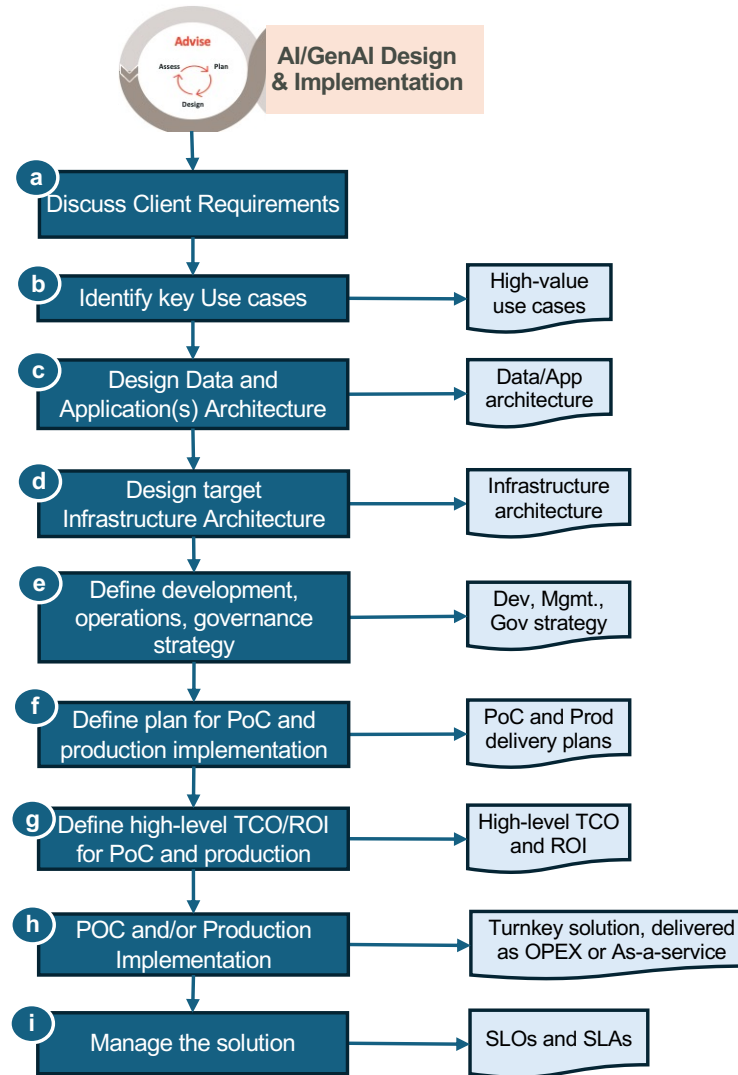 Advise
Assess
Plan
Design
AI/GenAI Design
& Implementation
a
Discuss Client Requirements
b
Identify key Use cases
High-value
use cases
c
Design Data and
Application(s) Architecture
Data/App
architecture
d
Design target
Infrastructure Architecture
Infrastructure
architecture
e
Define development,
operations, governance
strategy
Dev, Mgmt.,
Gov strategy
f
Define plan for PoC and
production implementation
PoC and Prod
delivery plans
g
Define high-level TCO/ROI
for PoC and production
High-level TCO
and ROI
h
POC and/or Production
Implementation
Turnkey solution, delivered
as OPEX or As-a-service
i
Manage the solution
SLOs and SLAs